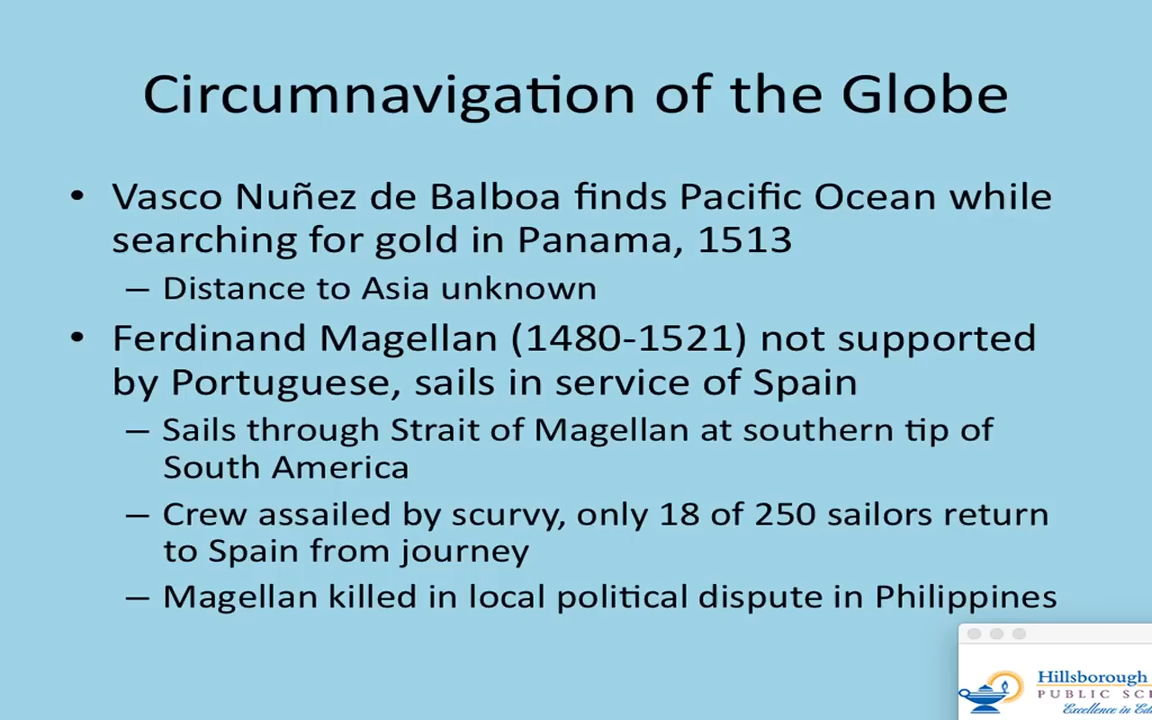 Circumnavigation of the Globe
• Vasco Nuñez de Balboa finds Pacific Ocean while
searching for gold in Panama, 1513
– Distance to Asia unknown
• Ferdinand Magellan (1480-1521) not supported
by Portuguese, sails in service of Spain
– Sails through Strait of Magellan at southern tip of
South America
– Crew assailed by scurvy, only 18 of 250 sailors return
to Spain from journey
– Magellan killed in local political dispute in Philippines
Hillsborough
PUBLIC
Excellence in